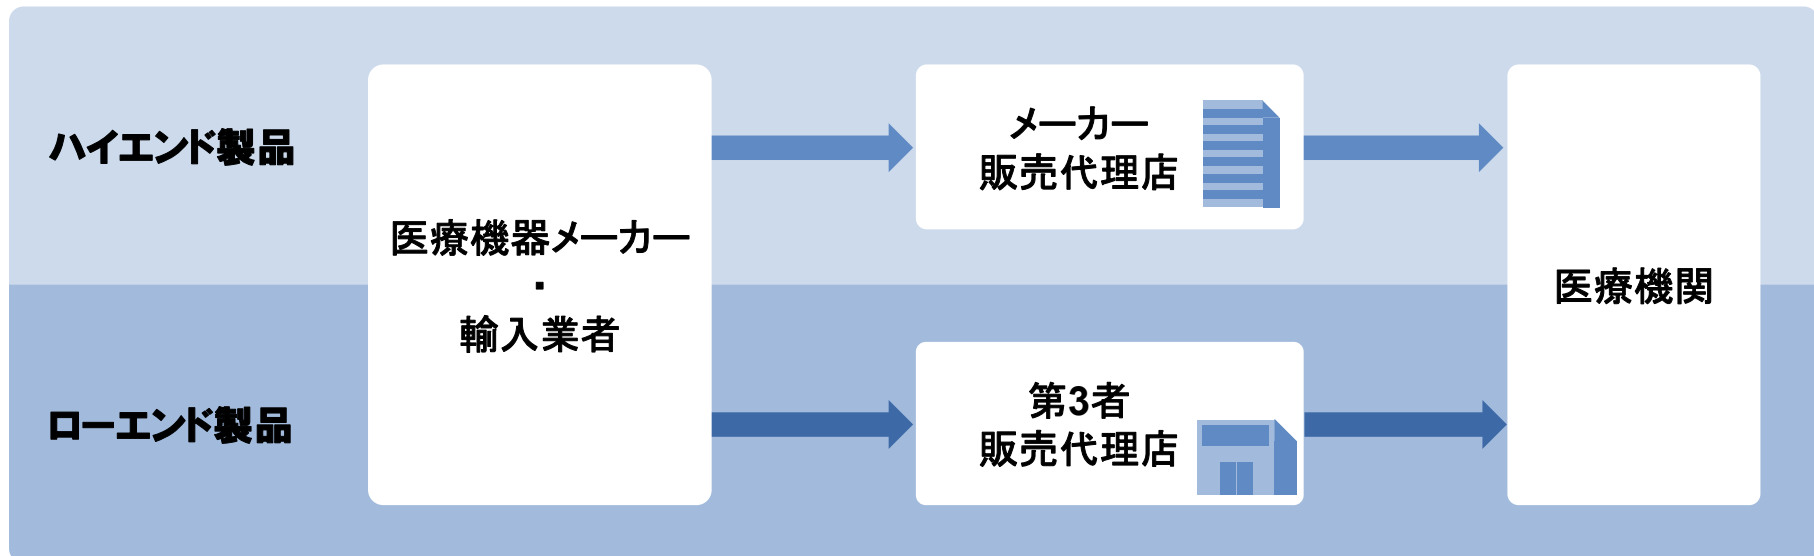 ハイエンド製品
医療機器メーカー
・
輸入業者
メーカー
販売代理店
医療機関
ローエンド製品
第3者
販売代理店